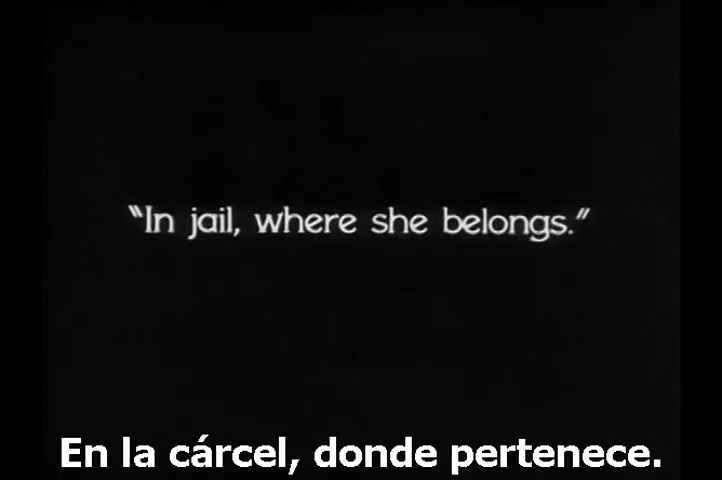 “In jail, where she belongs.”
En la cárcel, donde pertenece.